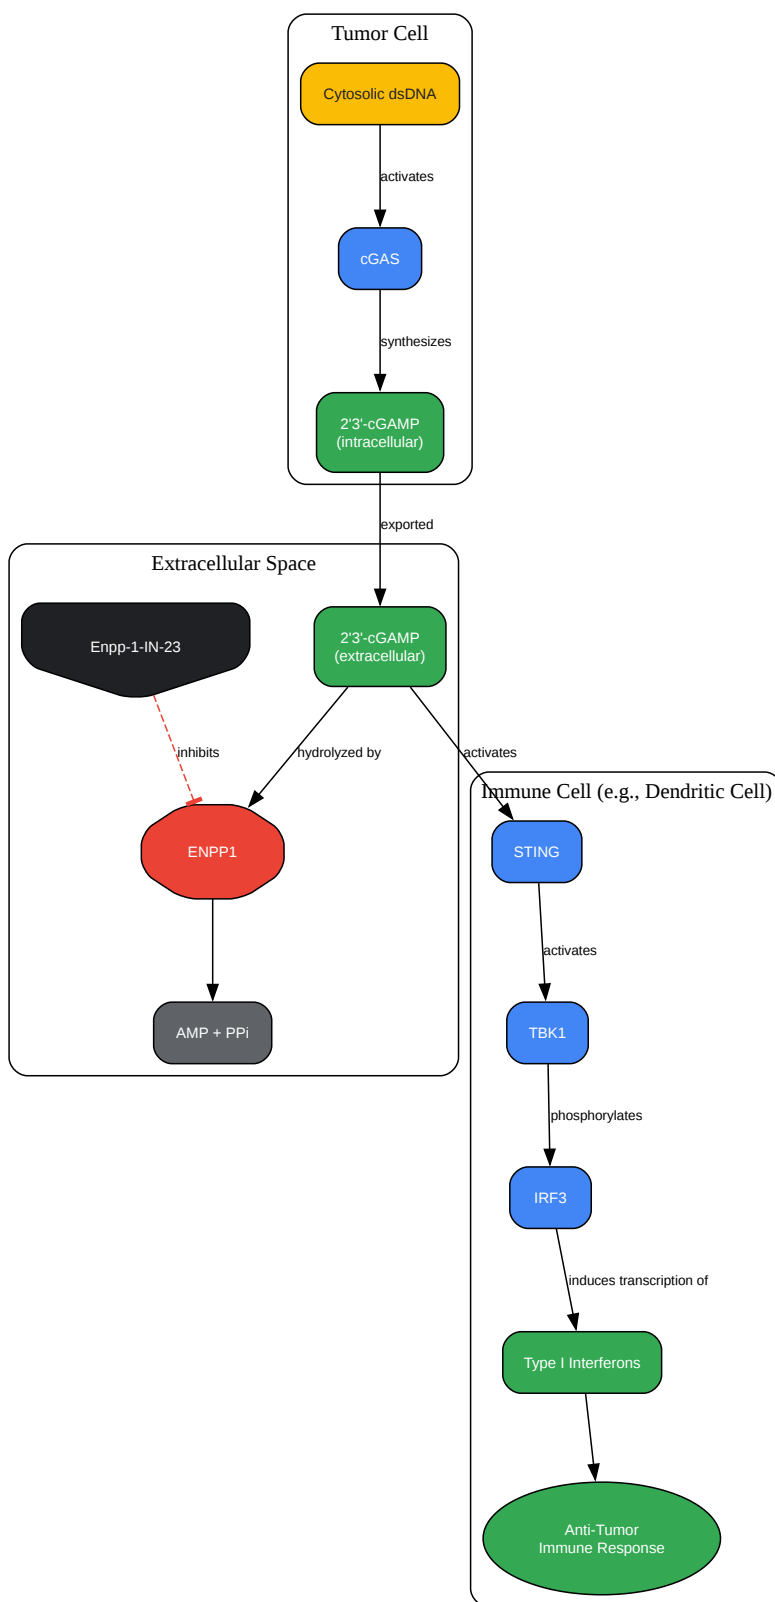 Tumor Cell
Cytosolic dsDNA
activates
cGAS
synthesizes
2'3'-cGAMP
(intracellular)
exported
Extracellular Space
Enpp-1-IN-23
2'3'-cGAMP
(extracellular)
inhibits
hydrolyzed by
activates
Immune Cell (e.g., Dendritic Cell)
ENPP1
STING
activates
AMP + PPi
TBK1
phosphorylates
IRF3
induces transcription of
Type I Interferons
Anti-Tumor
Immune Response